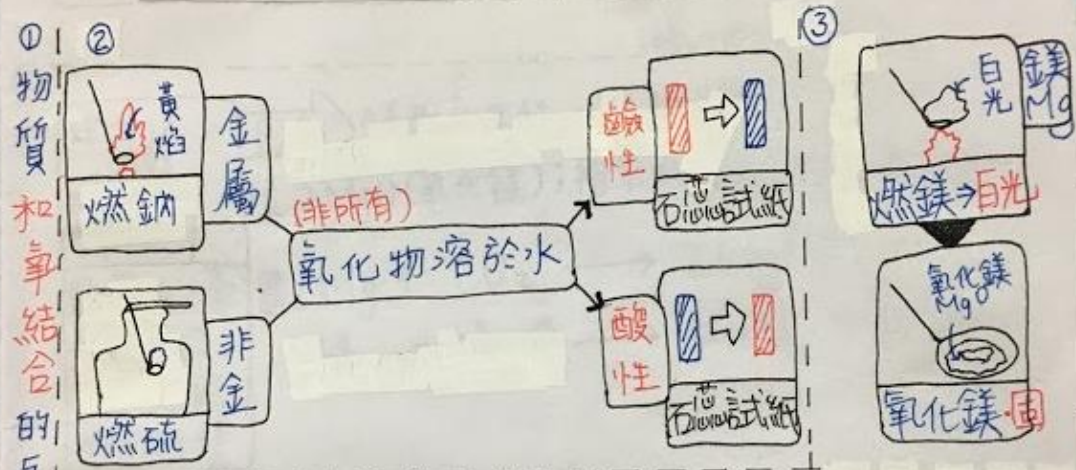 ①
物質和氧結合的
②
黃焰
燃鈉
金屬
燃硫
非金
(非所有)
氧化物溶於水
鹼性
石蕊試紙
酸性
石蕊試紙
③
白光
鎂
Mg
燃鎂⇒白光
氧化鎂
MgO
氧化鎂·固